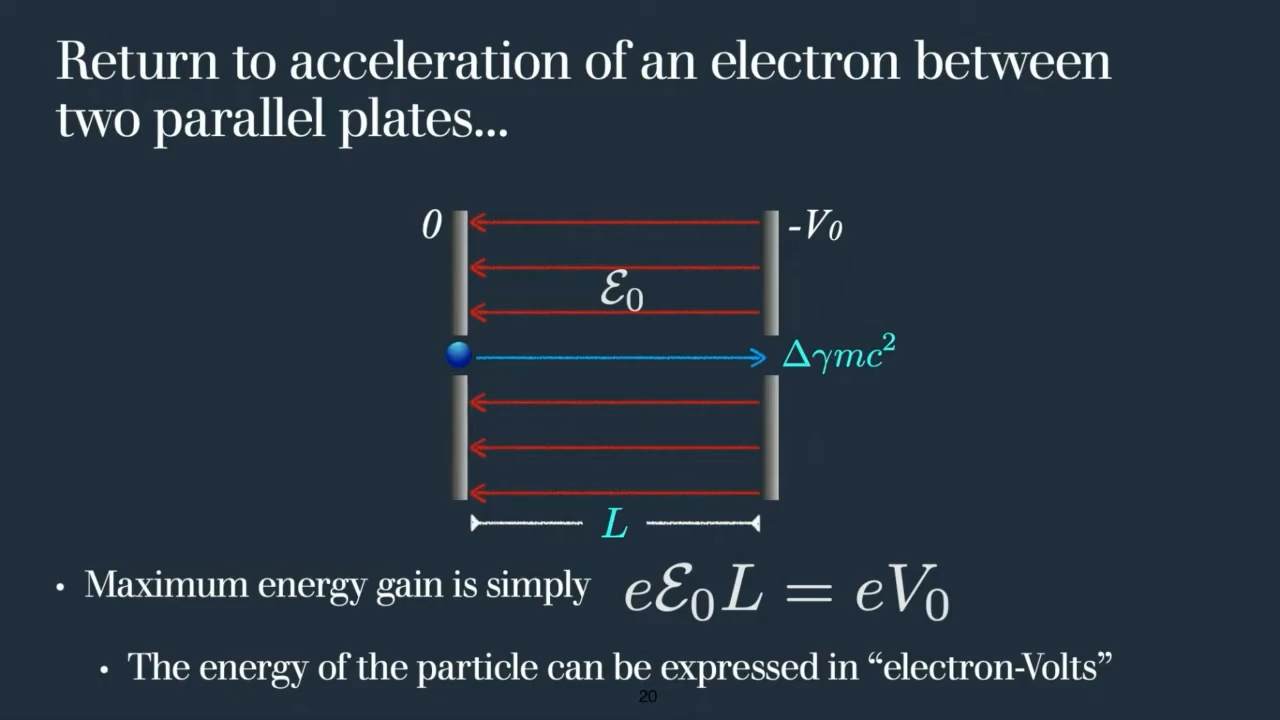 Return to acceleration of an electron between
two parallel plates...
0
-V₀
ℰ₀
Δγmc²
L
• Maximum energy gain is simply eℰ₀L = eV₀
• The energy of the particle can be expressed in “electron-Volts”
20